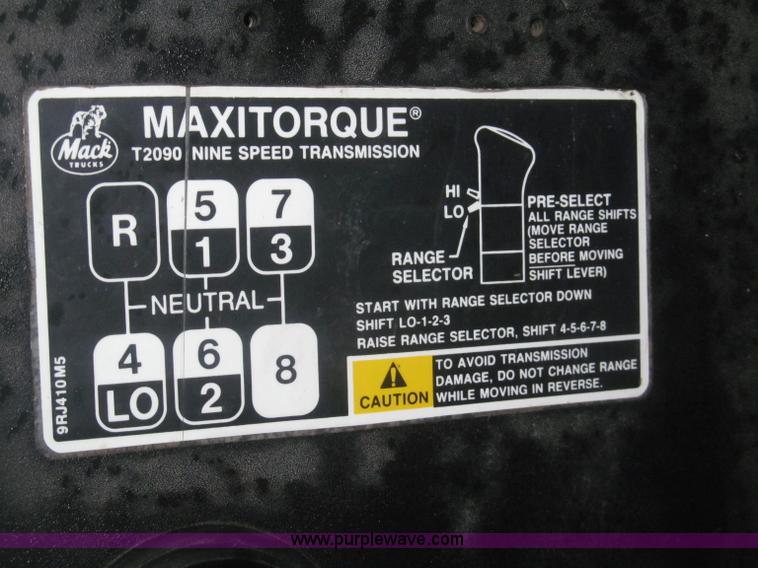 Mack
TRUCKS
MAXITORQUE®
T2090 NINE SPEED TRANSMISSION
R
5
1
7
3
NEUTRAL
4
LO
6
2
8
9RJ410M5
HI
LO
RANGE
SELECTOR
PRE-SELECT
ALL RANGE SHIFTS
(MOVE RANGE
SELECTOR
BEFORE MOVING
SHIFT LEVER)
START WITH RANGE SELECTOR DOWN
SHIFT LO-1-2-3
RAISE RANGE SELECTOR, SHIFT 4-5-6-7-8
CAUTION
TO AVOID TRANSMISSION
DAMAGE, DO NOT CHANGE RANGE
WHILE MOVING IN REVERSE.
www.purplewave.com